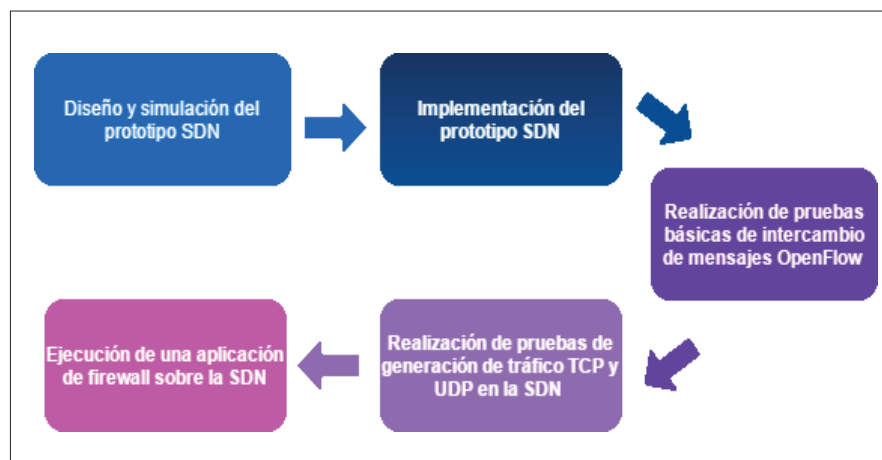 Diseño y simulación del
prototipo SDN
Implementación del
prototipo SDN
Realización de pruebas
básicas de intercambio
de mensajes OpenFlow
Realización de pruebas de
generación de tráfico TCP y
UDP en la SDN
Ejecución de una aplicación
de firewall sobre la SDN